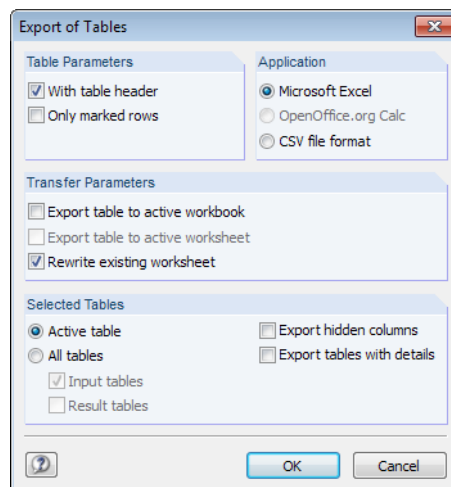 Export of Tables
Table Parameters
With table header
Only marked rows
Application
Microsoft Excel
OpenOffice.org Calc
CSV file format
Transfer Parameters
Export table to active workbook
Export table to active worksheet
Rewrite existing worksheet
Selected Tables
Active table
All tables
Input tables
Result tables
Export hidden columns
Export tables with details
OK
Cancel